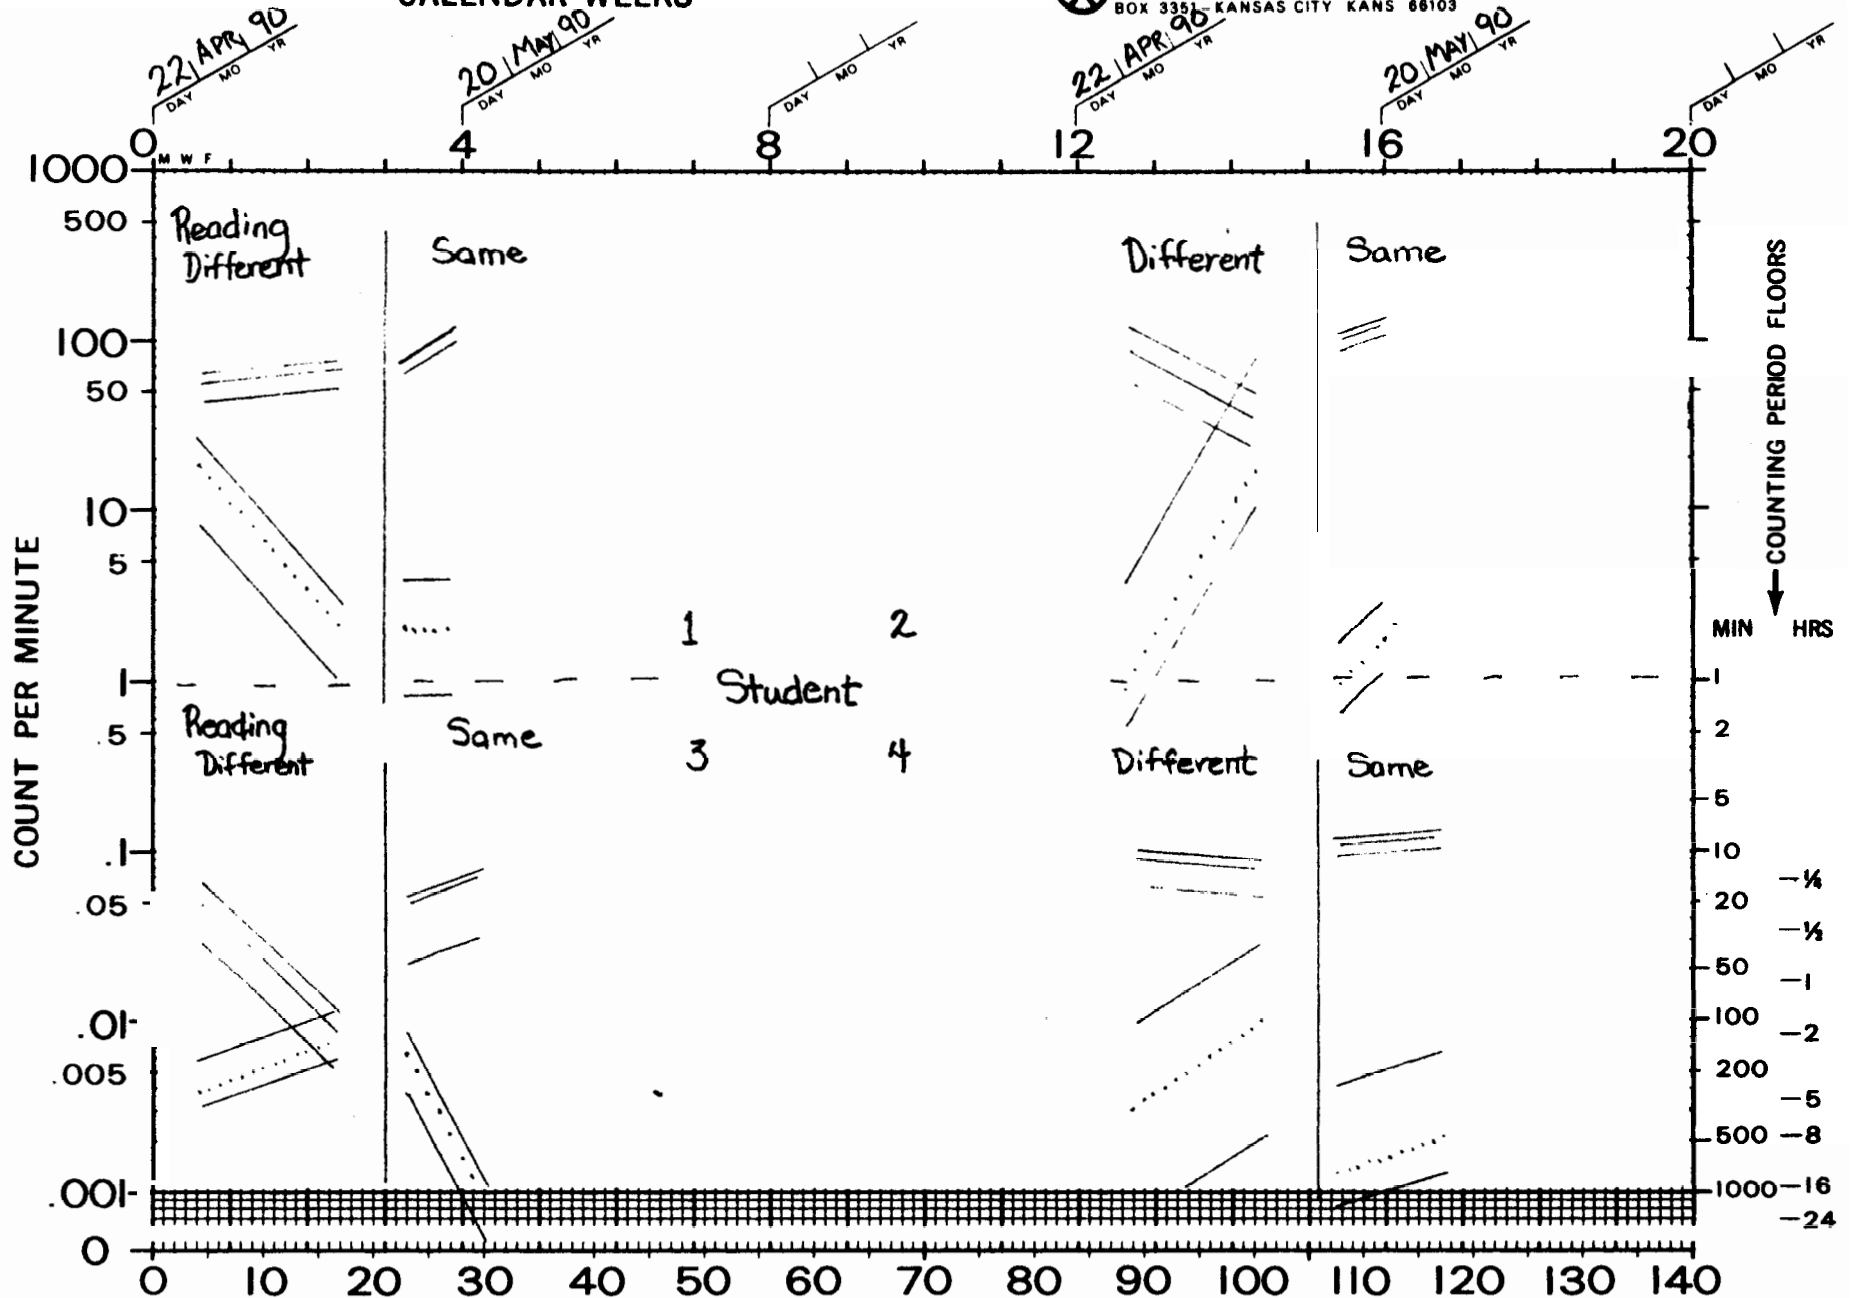 BOX 3351-KANSAS CITY KANS 66103
22 APR 90 20 MAY 90 22 APR 90 20 MAY 90
DAY MO YR DAY MO YR DAY MO YR DAY MO YR DAY MO YR DAY MO YR
0 4 8 12 16 20
M W F
1000
500
100
50
10
5
1
.5
.1
.05
.01
.005
.001
0
COUNT PER MINUTE
Reading
Different Same
Different Same
1 2
Student
3 4
Reading
Different Same
Different Same
COUNTING PERIOD FLOORS
MIN HRS
1
2
5
10
-1/4
20
-1/2
50
-1
100
-2
200
-5
500 -8
1000 -16
-24
0 10 20 30 40 50 60 70 80 90 100 110 120 130 140